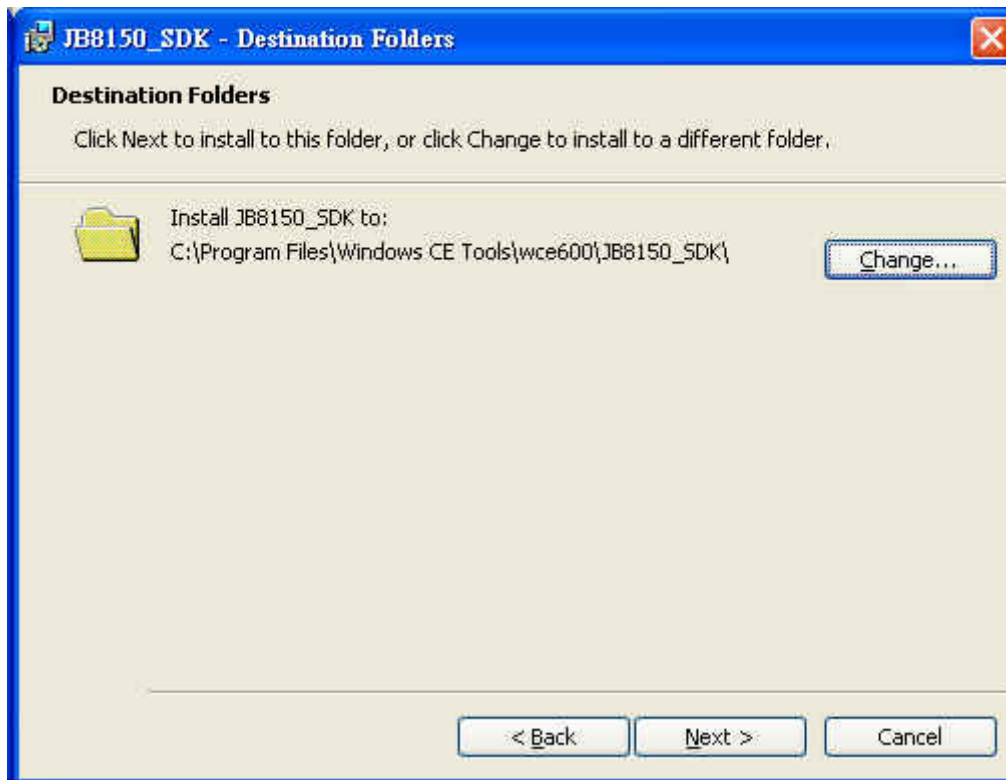 JB8150_SDK - Destination Folders
Destination Folders
Click Next to install to this folder, or click Change to install to a different folder.
Install JB8150_SDK to:
C:\Program Files\Windows CE Tools\wce600\JB8150_SDK\
Change...
< Back
Next >
Cancel